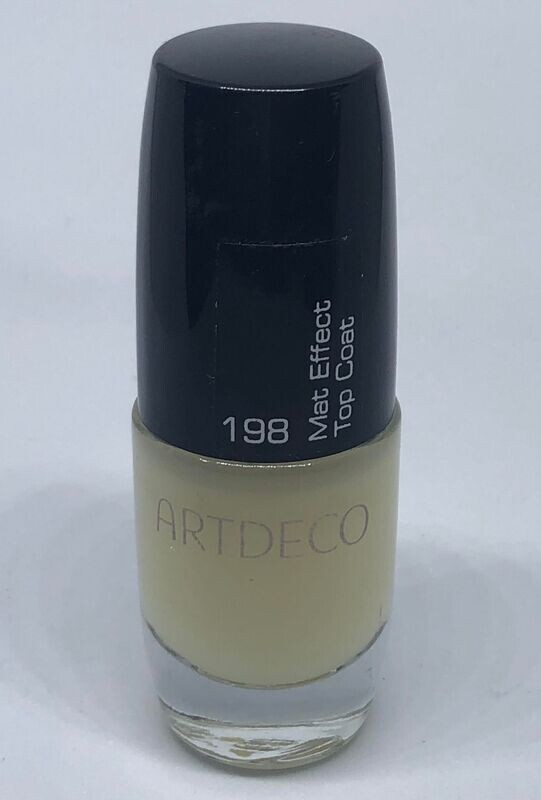 198
Mat Effect
Top Coat
ARTDECO